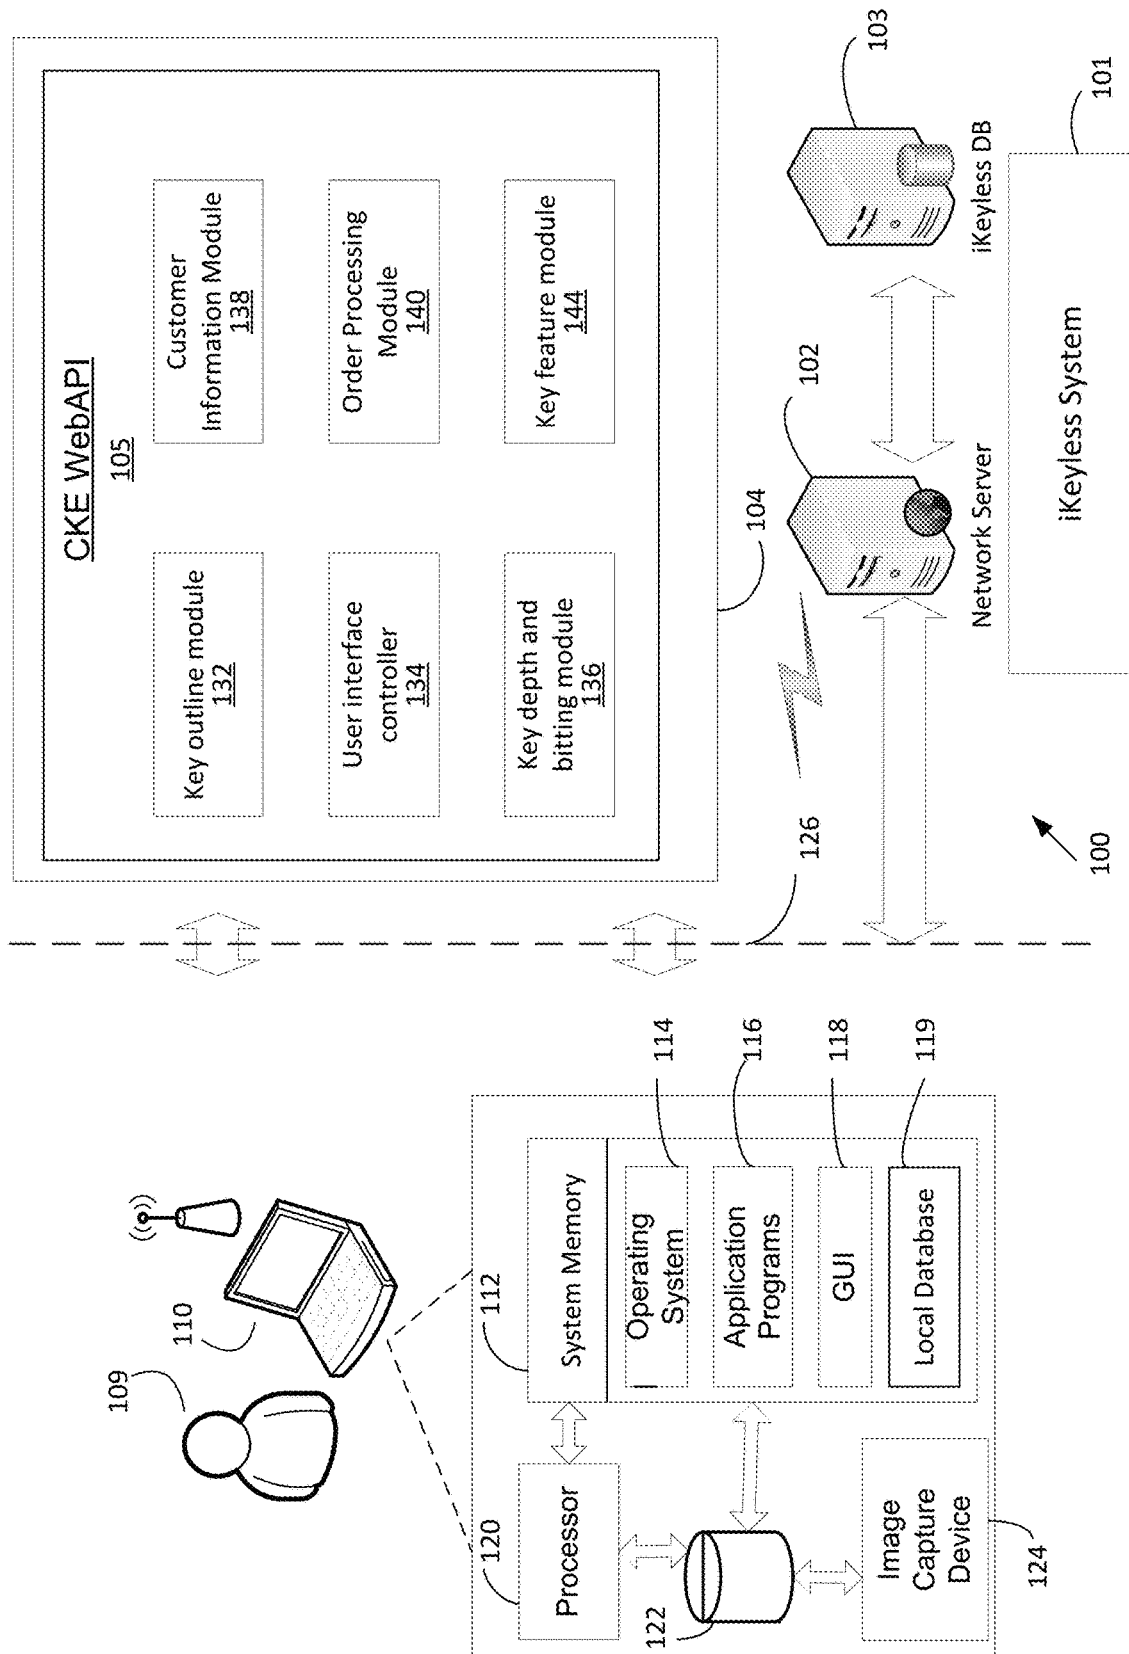 109
110
120
Processor
122
Image
Capture
Device
124
112
System Memory
Operating
System
114
Application
Programs
116
GUI
118
Local Database
119
CKE WebAPI
105
Key outline module
132
Customer
Information Module
138
User interface
controller
134
Order Processing
Module
140
Key depth and
bitting module
136
Key feature module
144
104
126
102
103
Network Server
iKeyless DB
100
iKeyless System
101